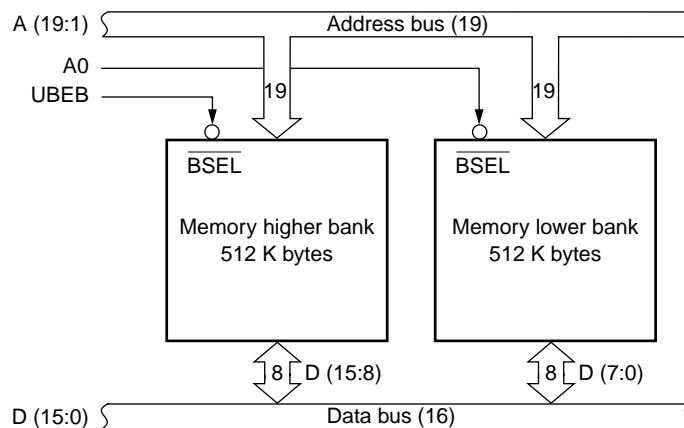 A (19:1)
Address bus (19)
A0
UBEB
19
19
BSEL
BSEL
Memory higher bank
512 K bytes
Memory lower bank
512 K bytes
8
D (15:8)
8
D (7:0)
D (15:0)
Data bus (16)